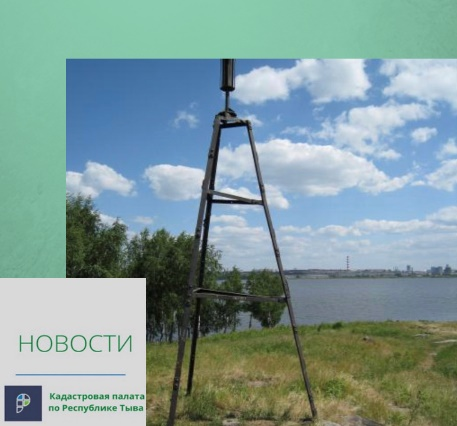 НОВОСТИ
Кадастровая палата
по Республике Тыва